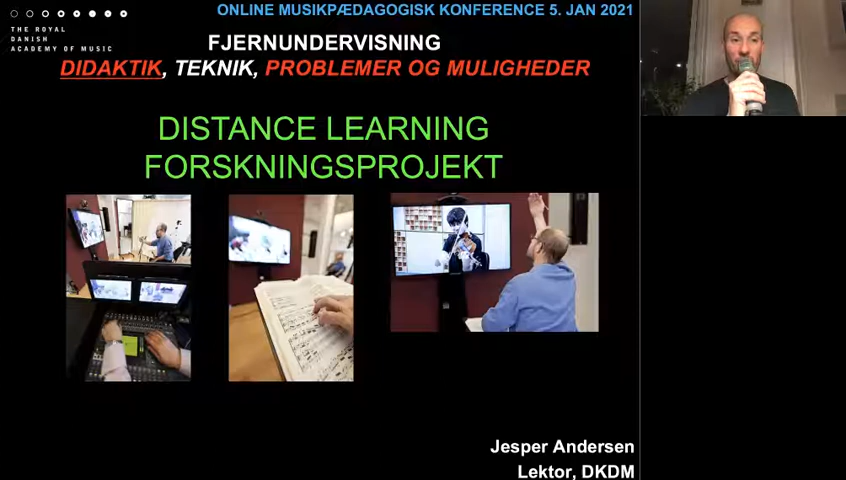 ONLINE MUSIKPÆDAGOGISK KONFERENCE 5. JAN 2021
THE ROYAL
DANISH
ACADEMY OF MUSIC
FJERNUNDERVISNING
DIDAKTIK, TEKNIK, PROBLEMER OG MULIGHEDER
DISTANCE LEARNING
FORSKNINGSPROJEKT
Jesper Andersen
Lektor, DKDM